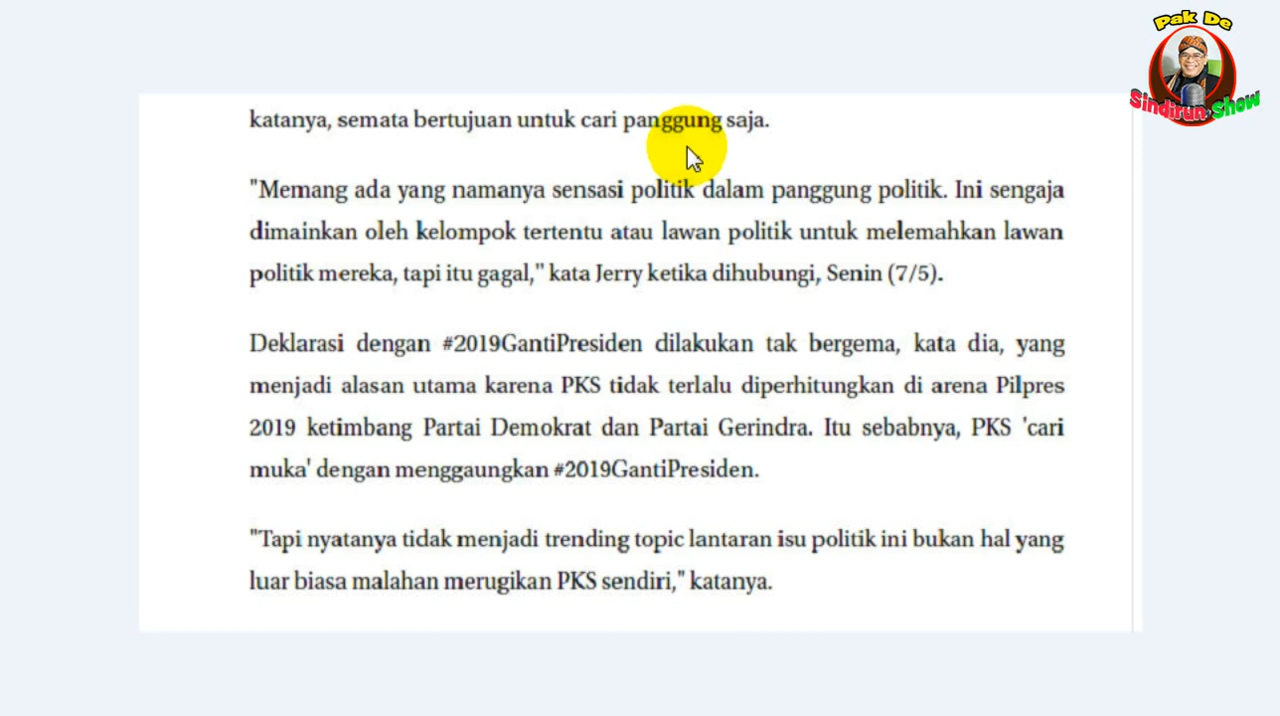 Pak De
Sindirun Show
katanya, semata bertujuan untuk cari panggung saja.
"Memang ada yang namanya sensasi politik dalam panggung politik. Ini sengaja
dimainkan oleh kelompok tertentu atau lawan politik untuk melemahkan lawan
politik mereka, tapi itu gagal," kata Jerry ketika dihubungi, Senin (7/5).
Deklarasi dengan #2019GantiPresiden dilakukan tak bergema, kata dia, yang
menjadi alasan utama karena PKS tidak terlalu diperhitungkan di arena Pilpres
2019 ketimbang Partai Demokrat dan Partai Gerindra. Itu sebabnya, PKS 'cari
muka' dengan menggaungkan #2019GantiPresiden.
"Tapi nyatanya tidak menjadi trending topic lantaran isu politik ini bukan hal yang
luar biasa malahan merugikan PKS sendiri," katanya.